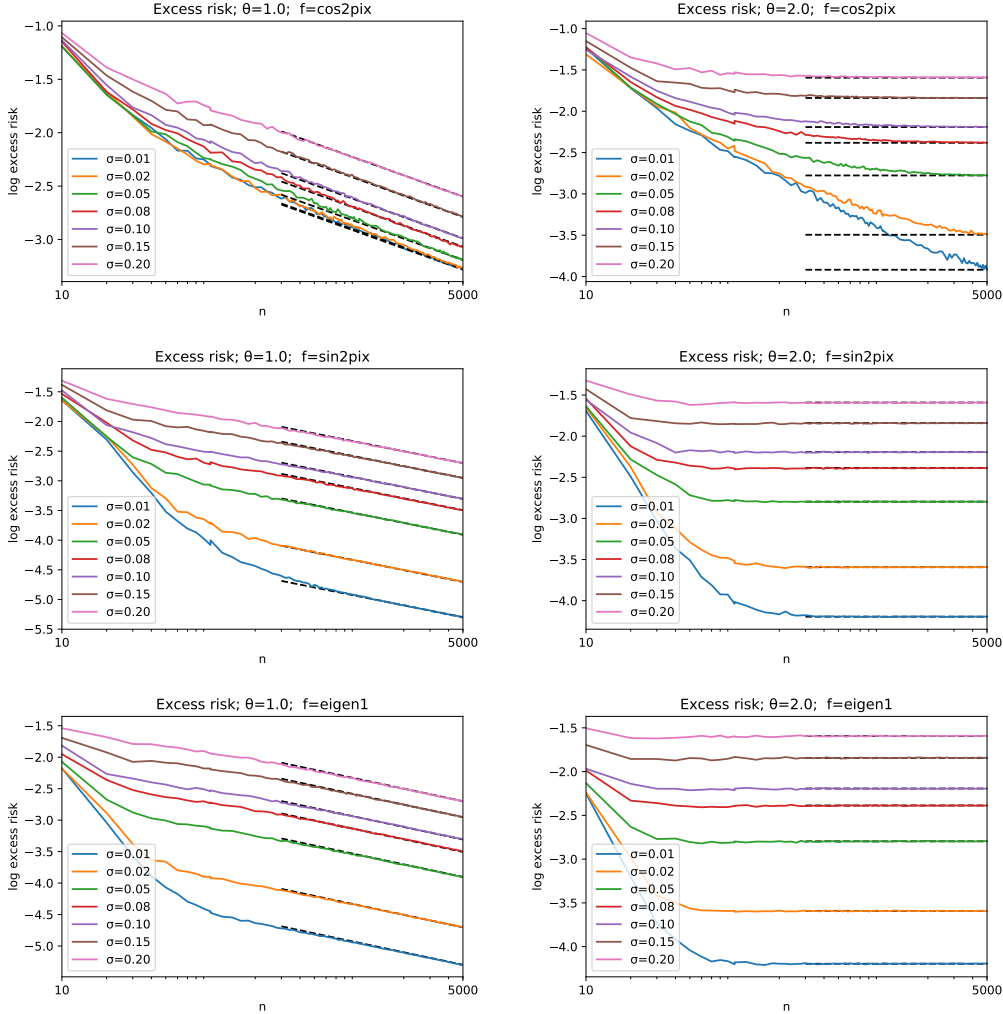 Excess risk; θ=1.0;  f=cos2pix
log excess risk
−1.0
−1.5
−2.0
−2.5
−3.0
σ=0.01
σ=0.02
σ=0.05
σ=0.08
σ=0.10
σ=0.15
σ=0.20
10
5000
n
Excess risk; θ=2.0;  f=cos2pix
log excess risk
−1.0
−1.5
−2.0
−2.5
−3.0
−3.5
−4.0
σ=0.01
σ=0.02
σ=0.05
σ=0.08
σ=0.10
σ=0.15
σ=0.20
10
5000
n
Excess risk; θ=1.0;  f=sin2pix
log excess risk
−1.5
−2.0
−2.5
−3.0
−3.5
−4.0
−4.5
−5.0
−5.5
σ=0.01
σ=0.02
σ=0.05
σ=0.08
σ=0.10
σ=0.15
σ=0.20
10
5000
n
Excess risk; θ=2.0;  f=sin2pix
log excess risk
−1.5
−2.0
−2.5
−3.0
−3.5
−4.0
σ=0.01
σ=0.02
σ=0.05
σ=0.08
σ=0.10
σ=0.15
σ=0.20
10
5000
n
Excess risk; θ=1.0;  f=eigen1
log excess risk
−1.5
−2.0
−2.5
−3.0
−3.5
−4.0
−4.5
−5.0
σ=0.01
σ=0.02
σ=0.05
σ=0.08
σ=0.10
σ=0.15
σ=0.20
10
5000
n
Excess risk; θ=2.0;  f=eigen1
log excess risk
−1.5
−2.0
−2.5
−3.0
−3.5
−4.0
σ=0.01
σ=0.02
σ=0.05
σ=0.08
σ=0.10
σ=0.15
σ=0.20
10
5000
n